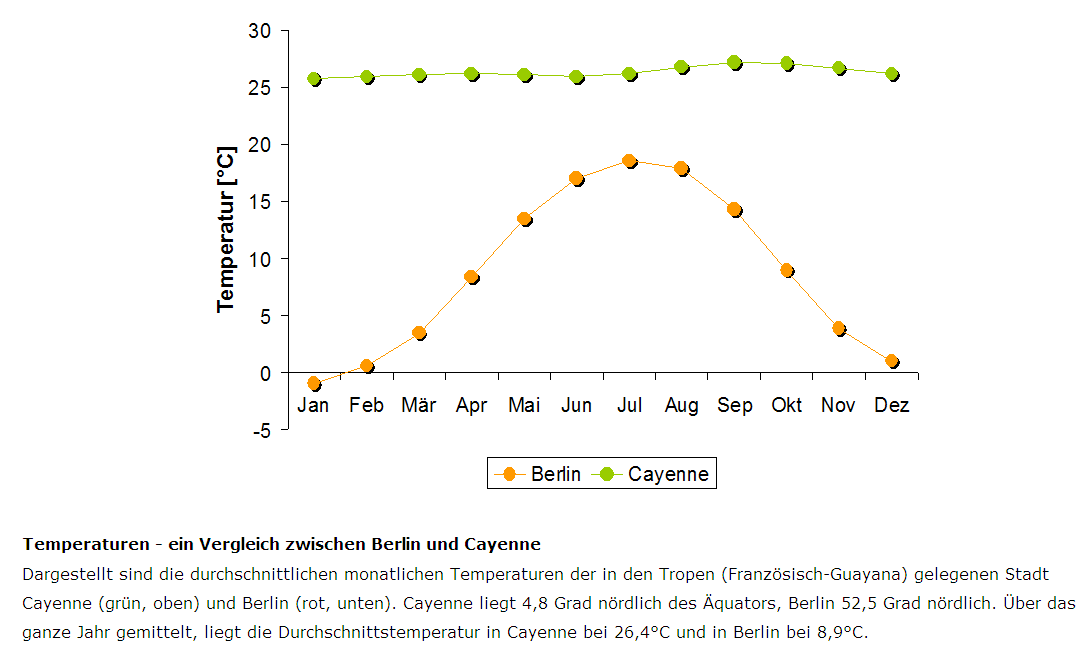 30
25
20
15
10
5
0
-5
Temperatur [°C]
Jan Feb Mär Apr Mai Jun Jul Aug Sep Okt Nov Dez
Berlin Cayenne
Temperaturen - ein Vergleich zwischen Berlin und Cayenne
Dargestellt sind die durchschnittlichen monatlichen Temperaturen der in den Tropen (Französisch-Guayana) gelegenen Stadt
Cayenne (grün, oben) und Berlin (rot, unten). Cayenne liegt 4,8 Grad nördlich des Äquators, Berlin 52,5 Grad nördlich. Über das
ganze Jahr gemittelt, liegt die Durchschnittstemperatur in Cayenne bei 26,4°C und in Berlin bei 8,9°C.